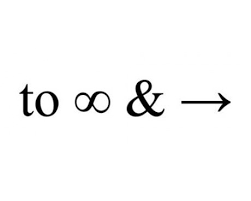 to ∞ & →